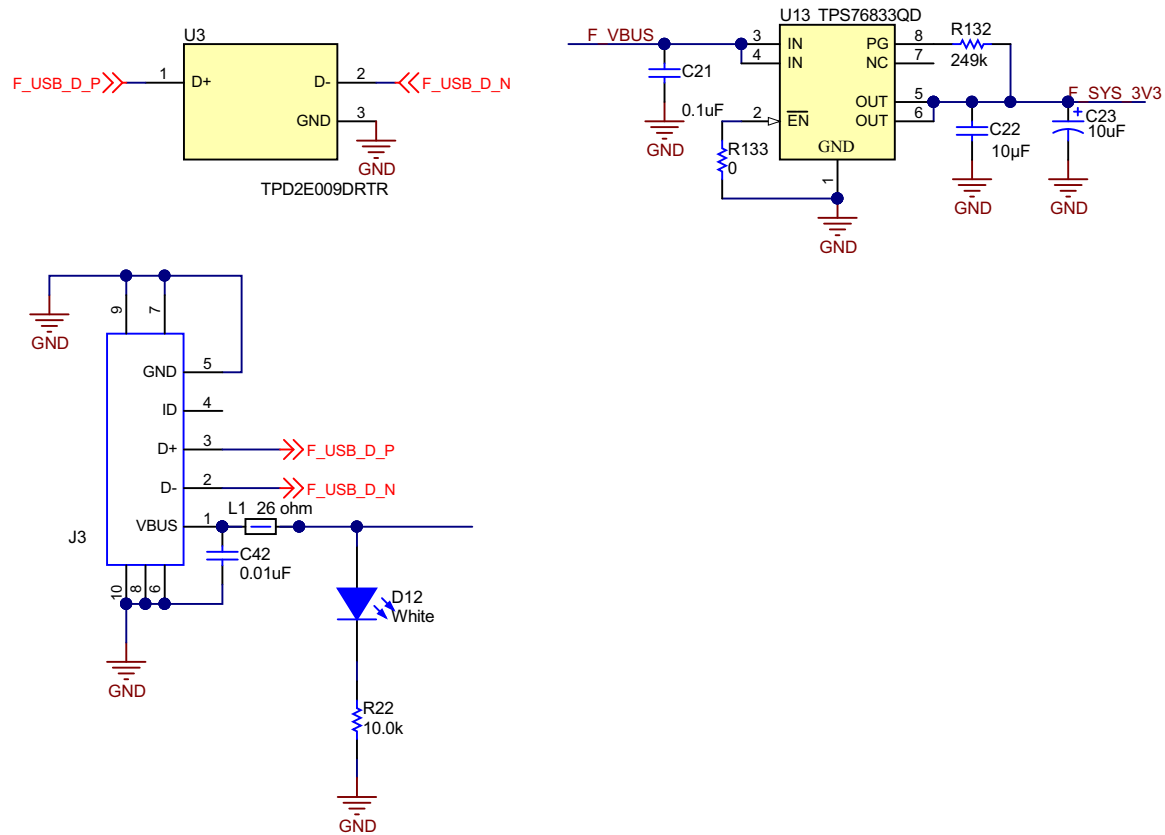 U3
F_USB_D_P
1
D+
D-
2
F_USB_D_N
GND
3
GND
TPD2E009DRTR
U13 TPS76833QD
F_VBUS
3
IN
4
IN
PG
8
R132
249k
NC
7
C21
0.1uF
GND
OUT
5
F_SYS_3V3
OUT
6
2
EN
R133
0
GND
1
GND
C22
10µF
GND
C23
+
10uF
GND
GND
9
7
GND
5
ID
4
D+
3
F_USB_D_P
D-
2
F_USB_D_N
VBUS
1
L1 26 ohm
J3
C42
0.01uF
10
8
6
GND
D12
White
R22
10.0k
GND